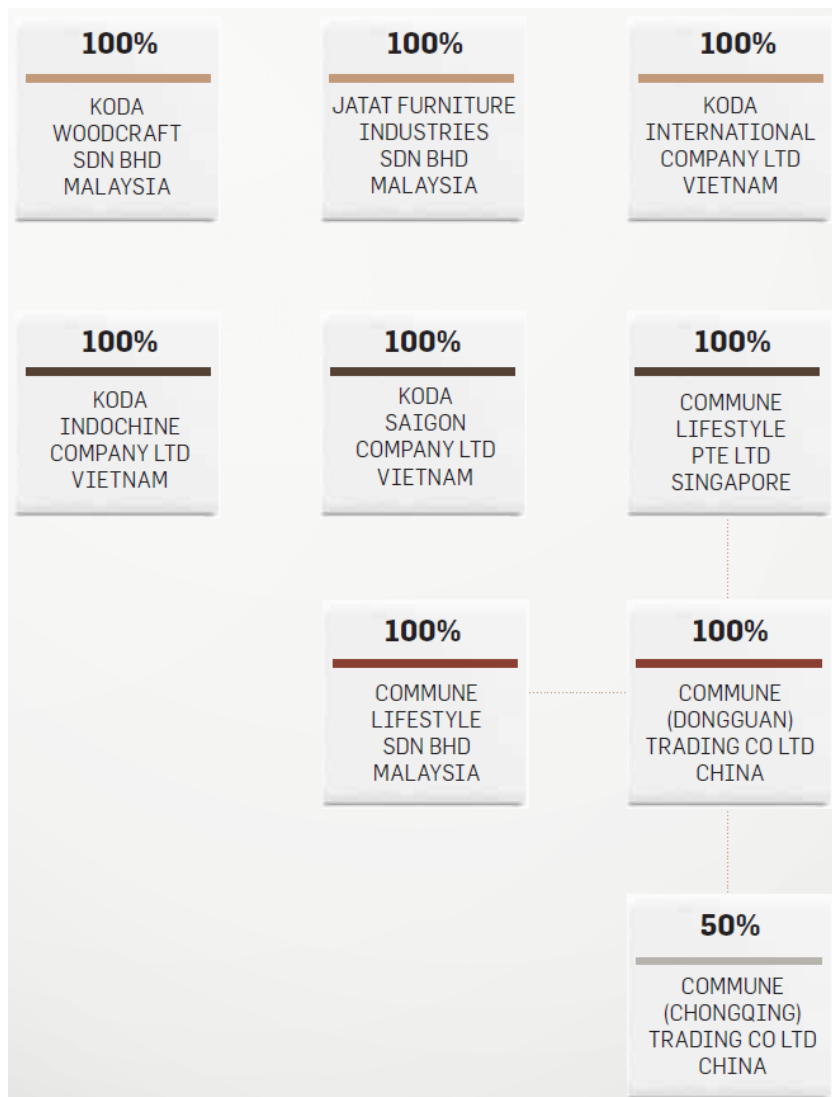 100%
KODA
WOODCRAFT
SDN BHD
MALAYSIA
100%
JATAT FURNITURE
INDUSTRIES
SDN BHD
MALAYSIA
100%
KODA
INTERNATIONAL
COMPANY LTD
VIETNAM
100%
KODA
INDOCHINE
COMPANY LTD
VIETNAM
100%
KODA
SAIGON
COMPANY LTD
VIETNAM
100%
COMMUNE
LIFESTYLE
PTE LTD
SINGAPORE
100%
COMMUNE
LIFESTYLE
SDN BHD
MALAYSIA
100%
COMMUNE
(DONGGUAN)
TRADING CO LTD
CHINA
50%
COMMUNE
(CHONGQING)
TRADING CO LTD
CHINA